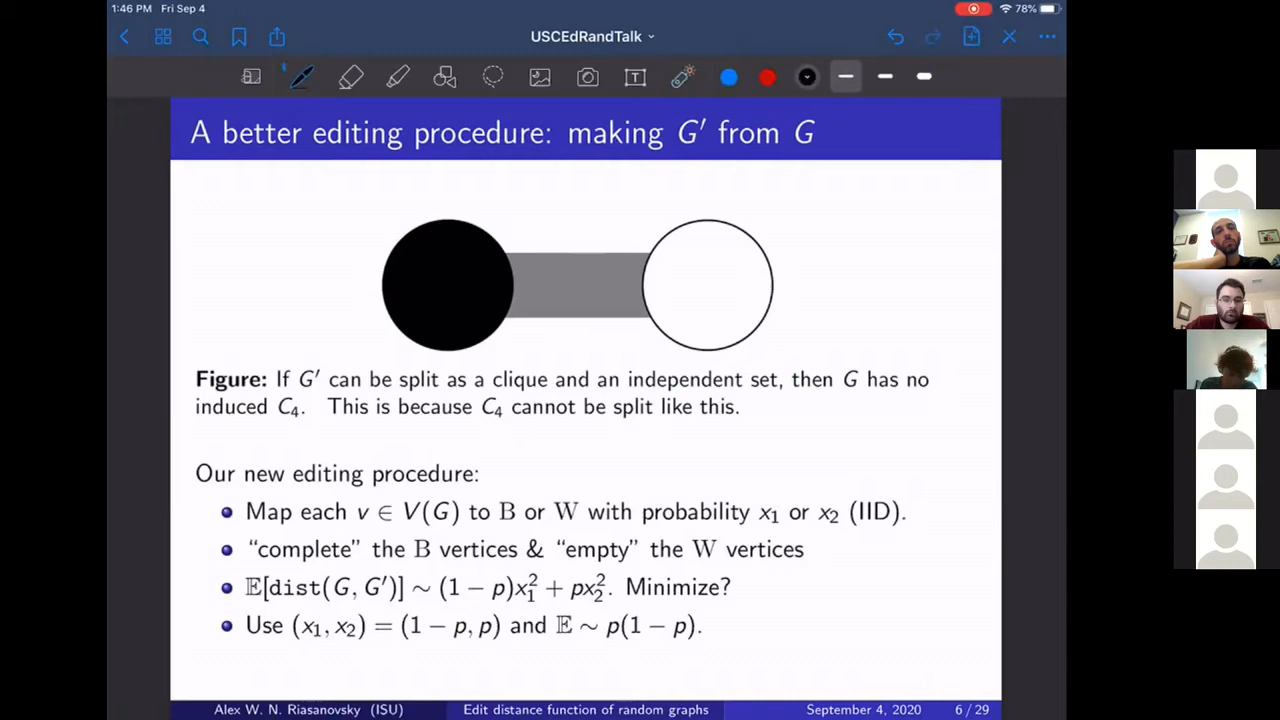 1:46 PM Fri Sep 4
78%
USCEdRandTalk
T
A better editing procedure: making G′ from G
Figure: If G′ can be split as a clique and an independent set, then G has no
induced C₄. This is because C₄ cannot be split like this.
Our new editing procedure:
Map each v ∈ V(G) to B or W with probability x₁ or x₂ (IID).
“complete” the B vertices & “empty” the W vertices
𝔼[dist(G, G′)] ∼ (1 − p)x₁² + px₂². Minimize?
Use (x₁, x₂) = (1 − p, p) and 𝔼 ∼ p(1 − p).
Alex W. N. Riasanovsky (ISU) Edit distance function of random graphs September 4, 2020 6 / 29